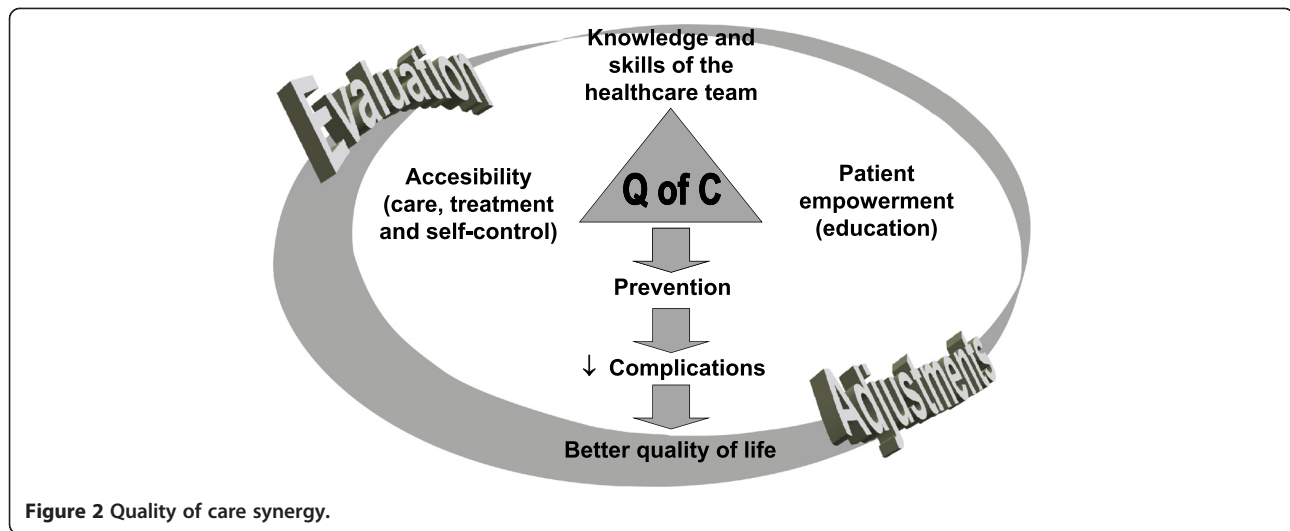 Knowledge and
skills of the
healthcare team
Evaluation
Accesibility
(care, treatment
and self-control)
Q of C
Patient
empowerment
(education)
Prevention
↓ Complications
Adjustments
Better quality of life
Figure 2 Quality of care synergy.